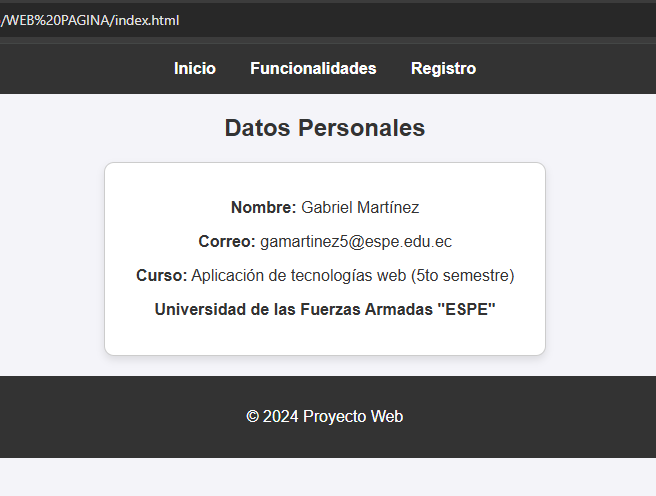 /WEB%20PAGINA/index.html
Inicio Funcionalidades Registro
Datos Personales
Nombre: Gabriel Martínez
Correo: gamartinez5@espe.edu.ec
Curso: Aplicación de tecnologías web (5to semestre)
Universidad de las Fuerzas Armadas "ESPE"
© 2024 Proyecto Web